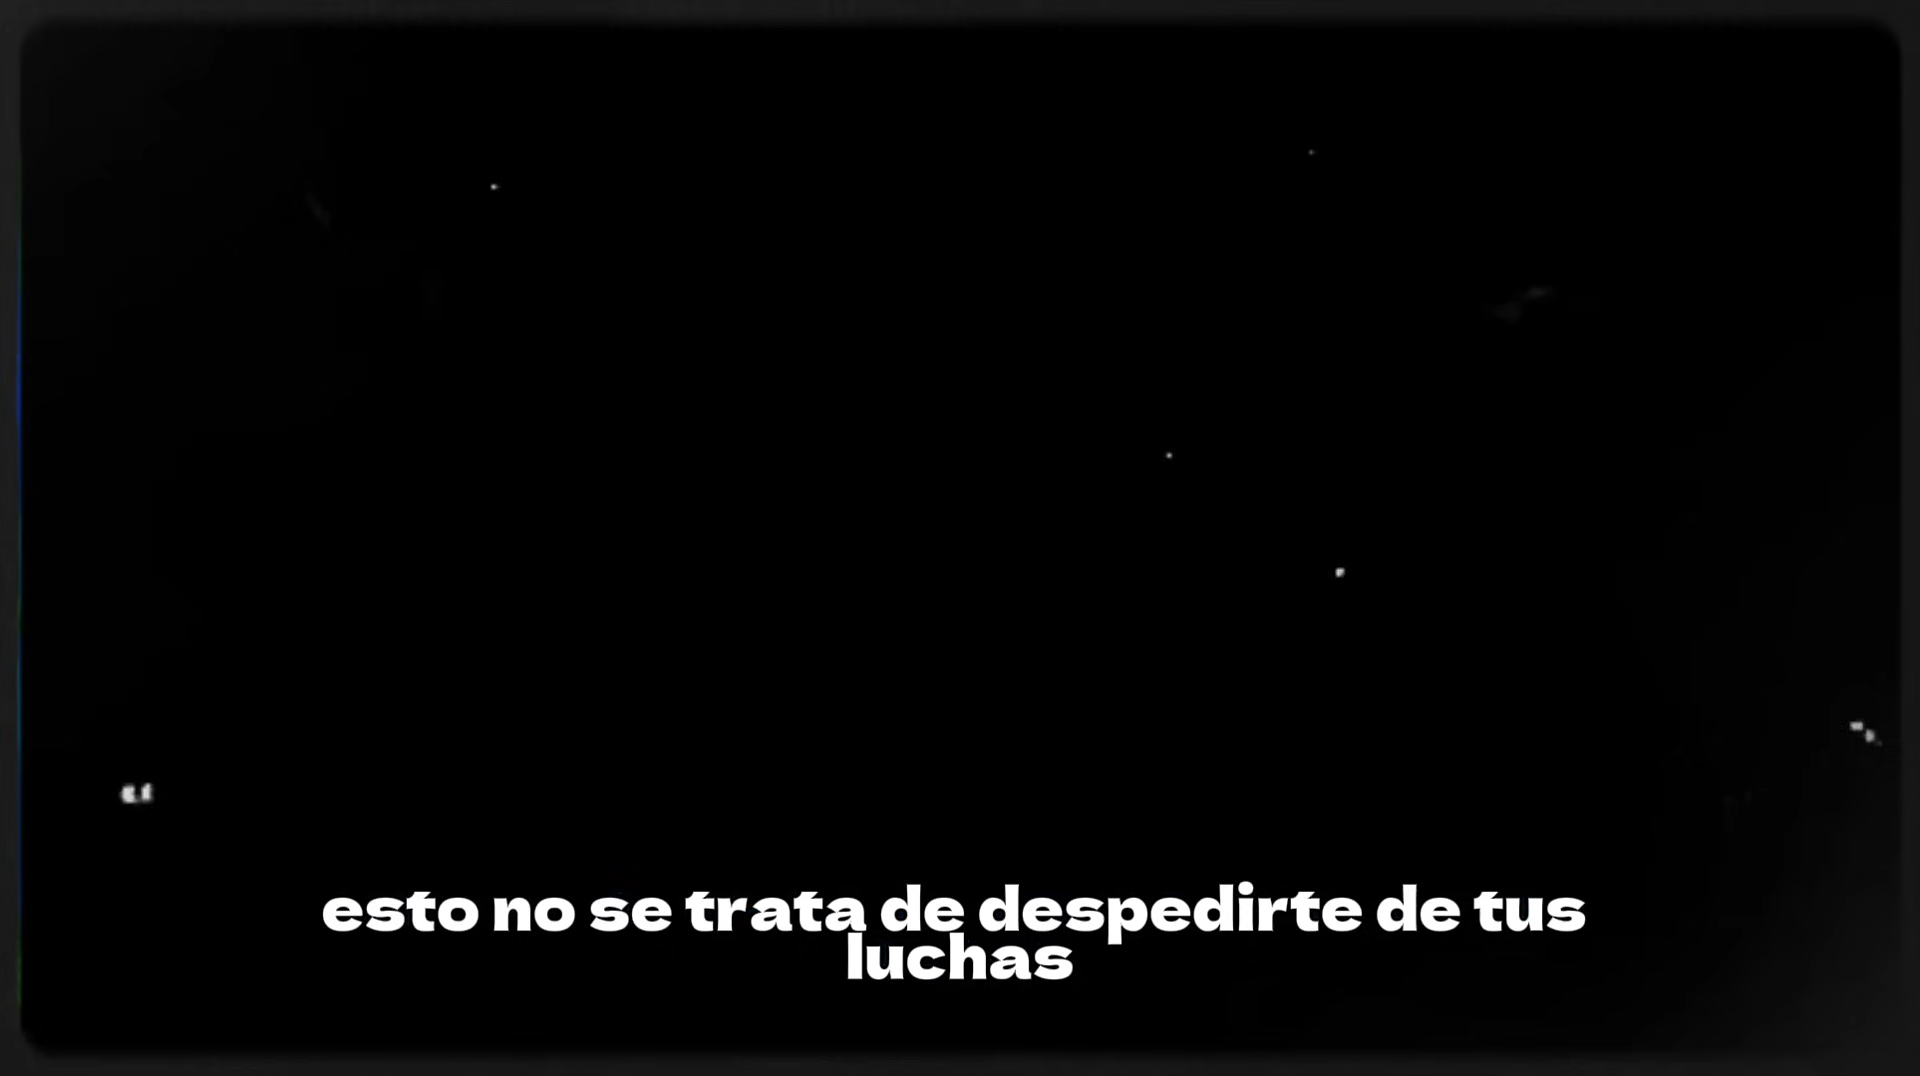 esto no se trata de despedirte de tus
luchas